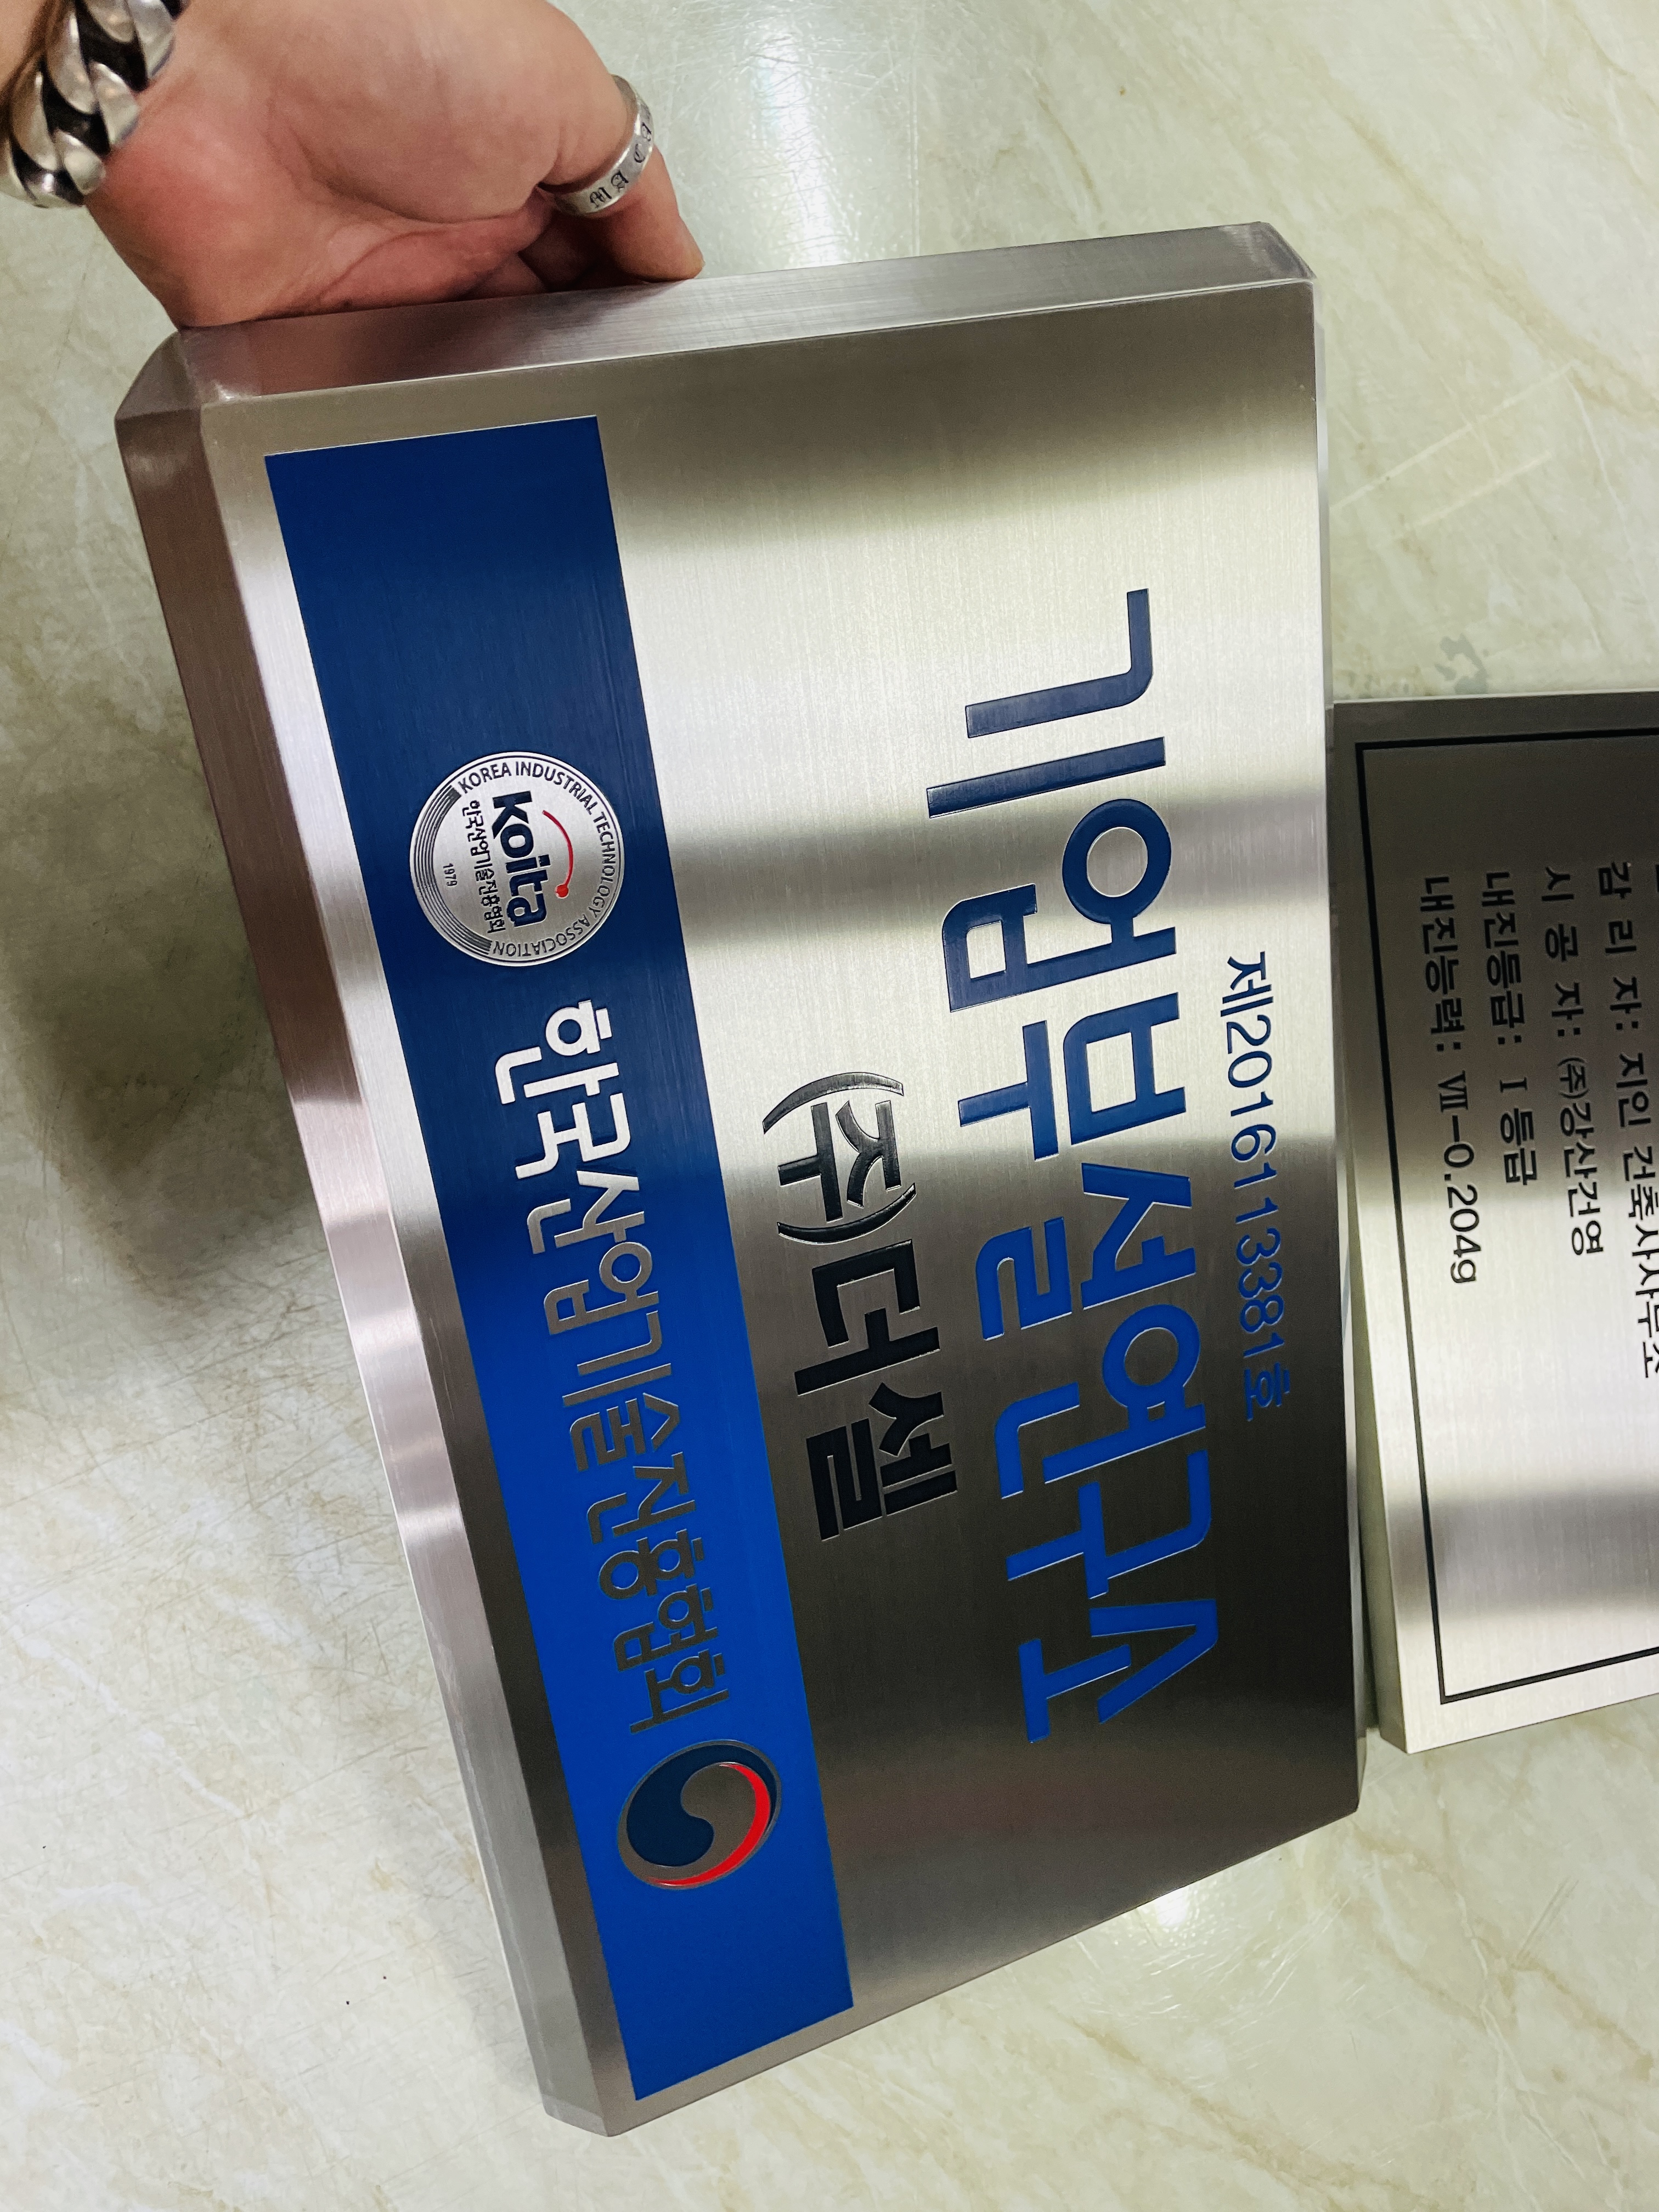 제2016113381호
기업부설연구소
(주)더셀
KOREA INDUSTRIAL TECHNOLOGY ASSOCIATION
koita
한국산업기술진흥협회
1979
한국산업기술진흥협회
감 리 자: 지인 건축사사무소
시 공 자: ㈜강산건영
내진등급: Ⅰ 등급
내진능력: Ⅶ-0.204g